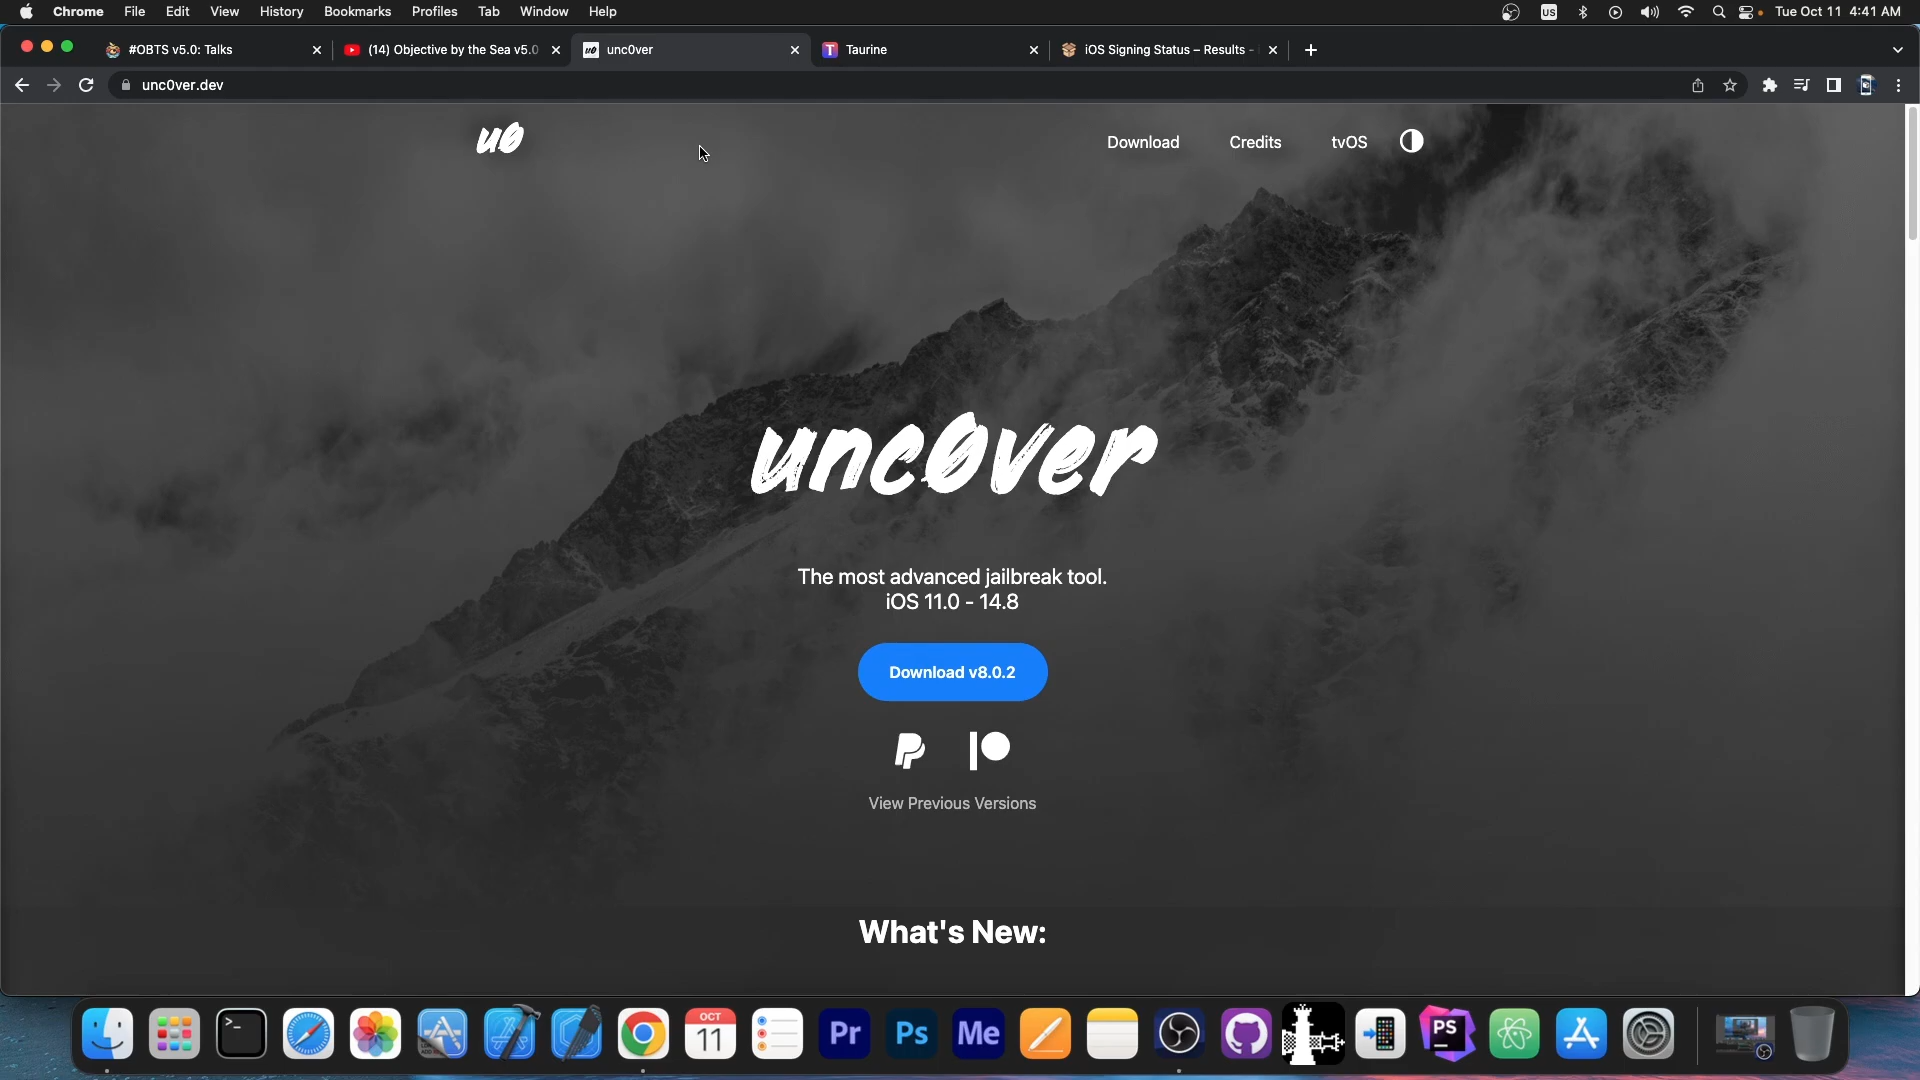 Chrome File Edit View History Bookmarks Profiles Tab Window Help US Tue Oct 11 4:41 AM
#OBTS v5.0: Talks (14) Objective by the Sea v5.0 unc0ver Taurine iOS Signing Status – Results -
unc0ver.dev
u0 Download Credits tvOS
unc0ver
The most advanced jailbreak tool.
iOS 11.0 - 14.8
Download v8.0.2
View Previous Versions
What's New:
OCT
11
Pr
Ps
Me
PS